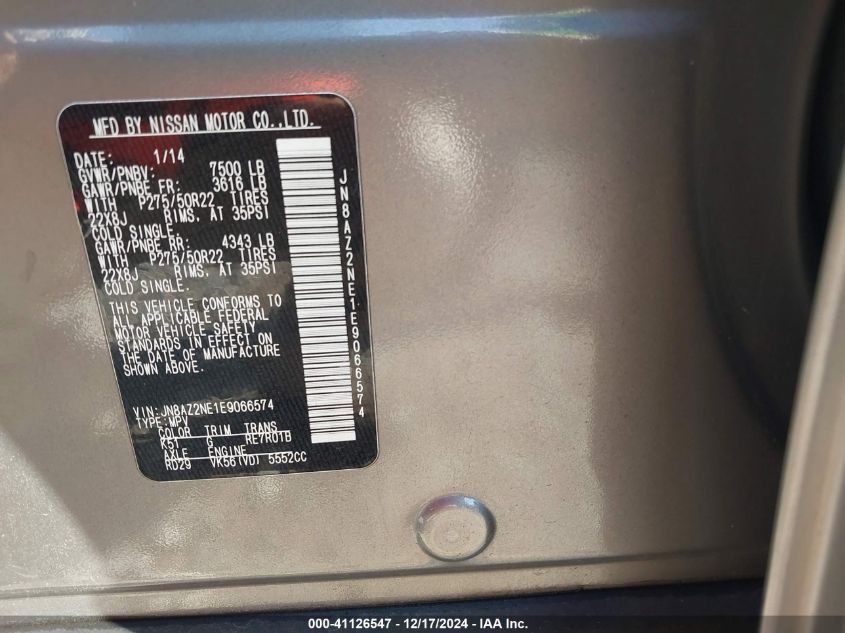 MFD BY NISSAN MOTOR CO.,LTD.
DATE: 1/14
GVWR/PNBV: 7500 LB
GAWR/PNBE FR: 3616 LB
WITH P275/50R22 TIRES
22X8J RIMS, AT 35PSI
COLD SINGLE.
GAWR/PNBE RR: 4343 LB
WITH P275/50R22 TIRES
22X8J RIMS, AT 35PSI
COLD SINGLE.
THIS VEHICLE CONFORMS TO
ALL APPLICABLE FEDERAL
MOTOR VEHICLE SAFETY
STANDARDS IN EFFECT ON
THE DATE OF MANUFACTURE
SHOWN ABOVE.
VIN: JN8AZ2NE1E9066574
TYPE:MPV
COLOR TRIM TRANS
K51 G RE7R01B
AXLE ENGINE
RD29 VK56(VD) 5552CC
JN8AZ2NE1E9066574
000-41126547 - 12/17/2024 - IAA Inc.